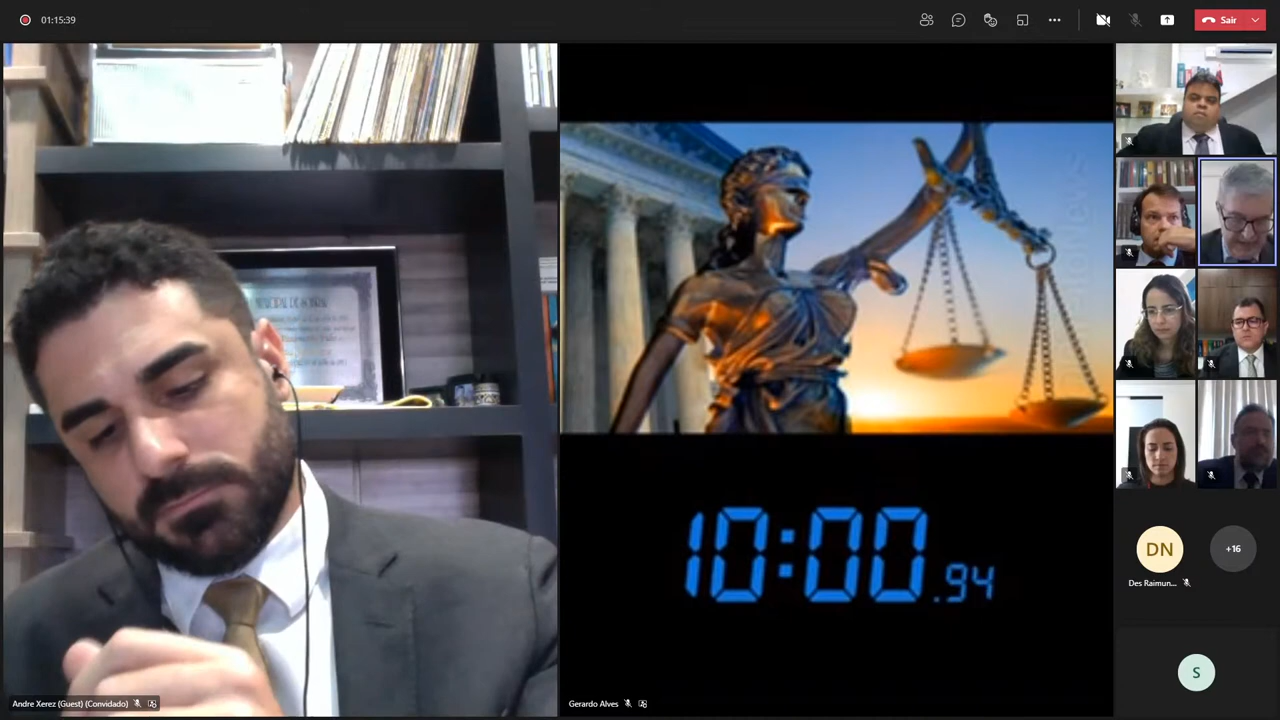 01:15:39
Sair
Andre Xerez (Guest) (Convidado)
Gerardo Alves
10:00.94
DN
+16
Des Raimun...
S